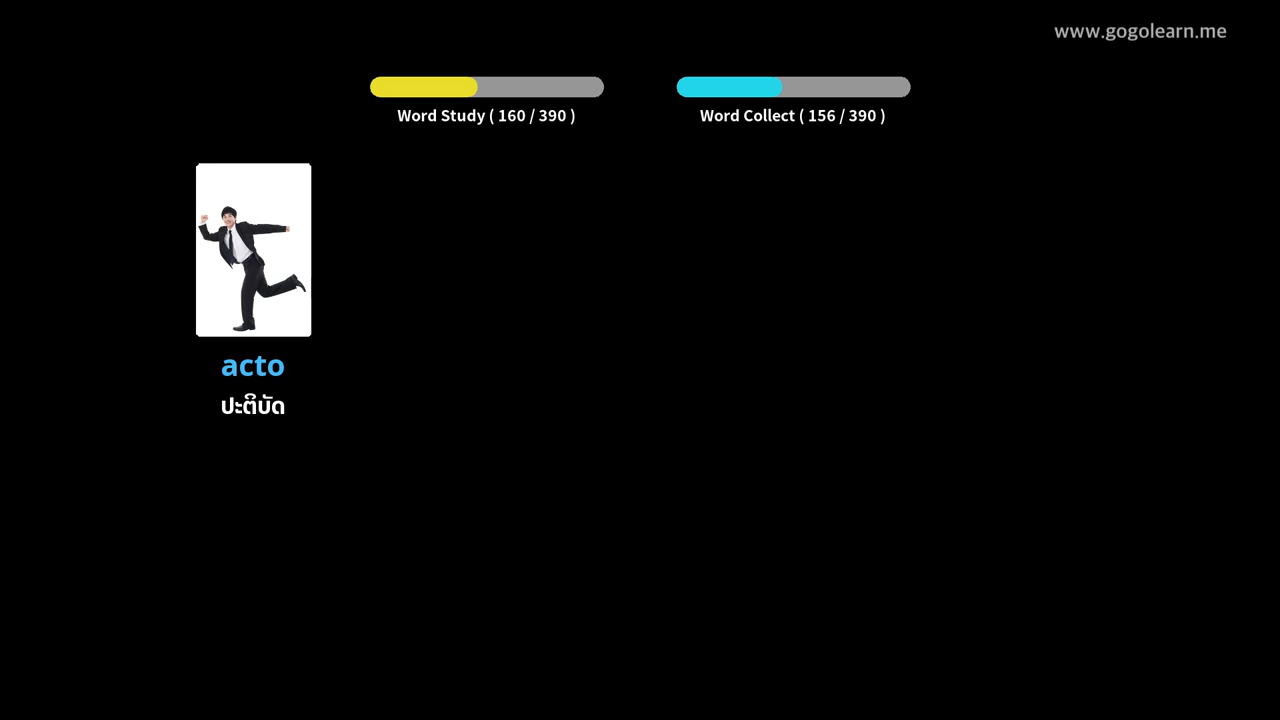 www.gogolearn.me
Word Study ( 160 / 390 )
Word Collect ( 156 / 390 )
acto
ปะติบัด